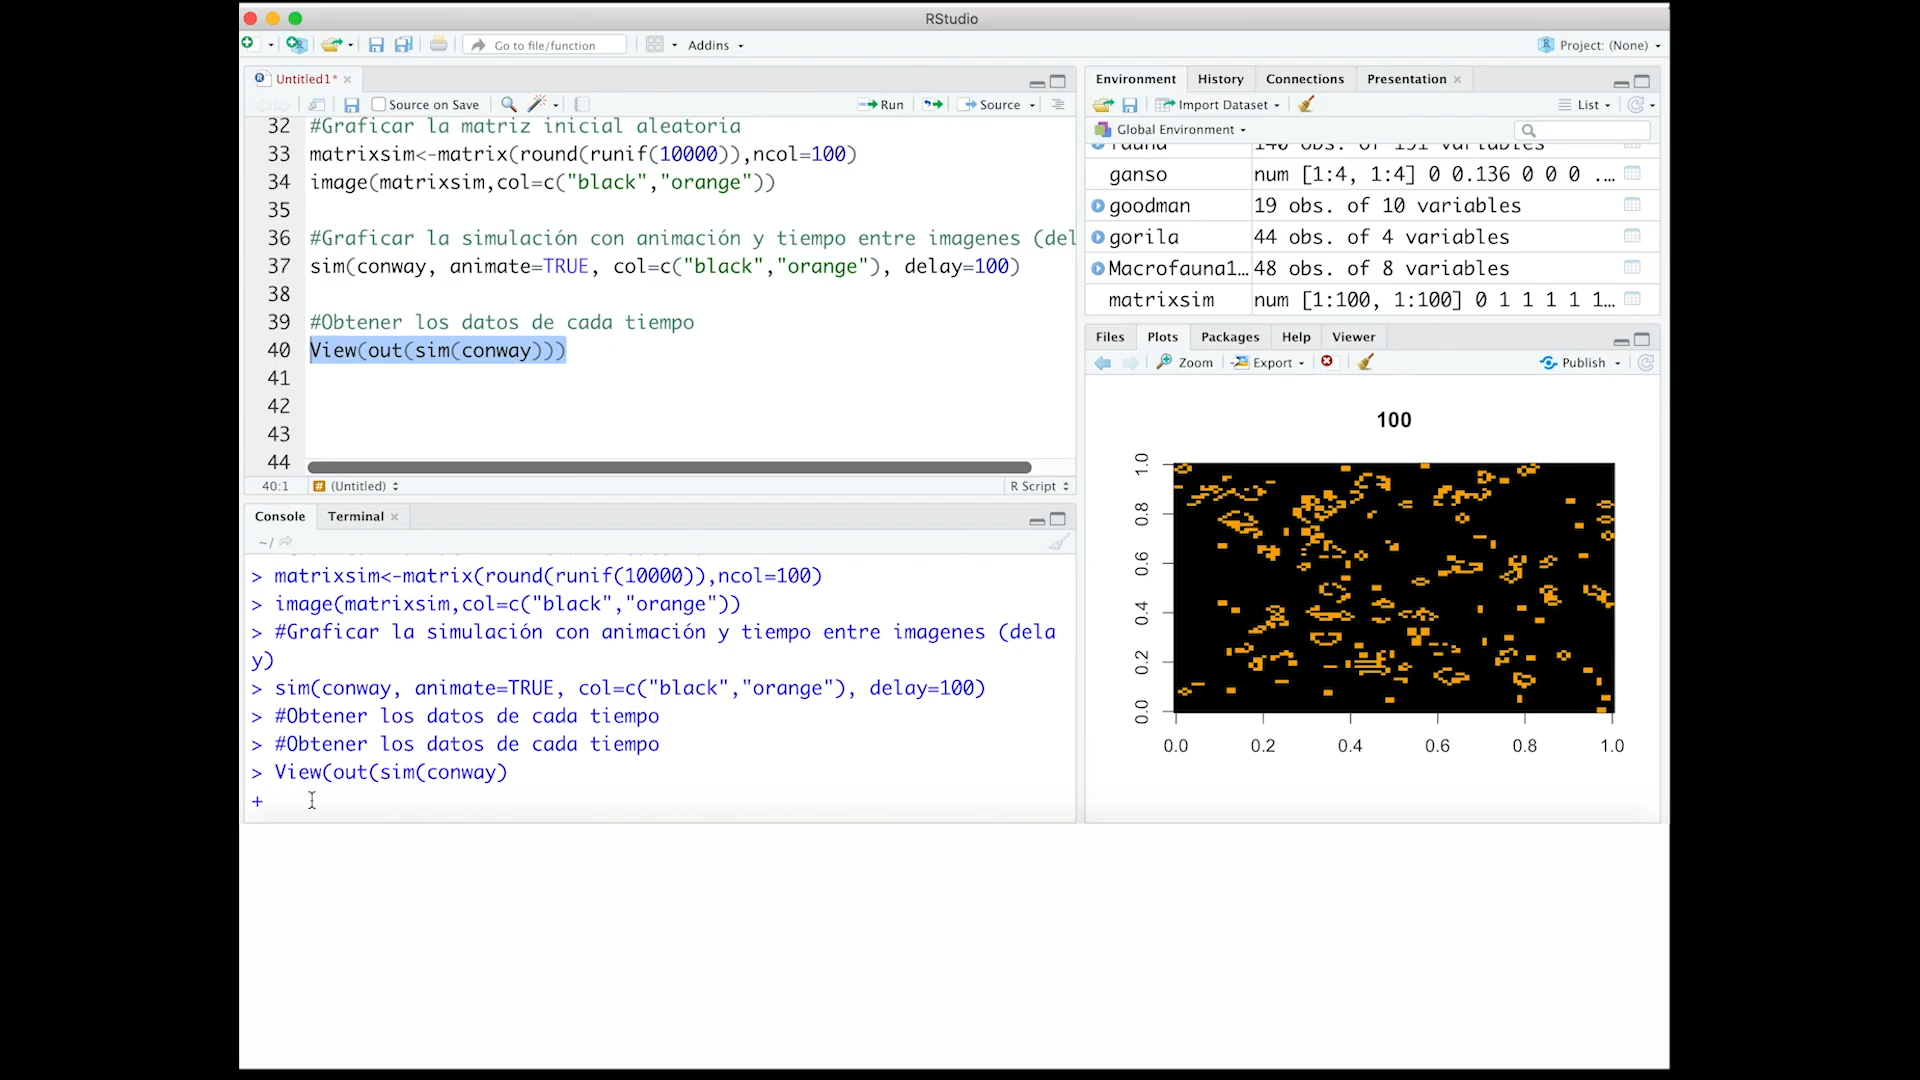 RStudio
Go to file/function
Addins
Project: (None)
Untitled1*
Source on Save
Run
Source
32 #Graficar la matriz inicial aleatoria
33 matrixsim<-matrix(round(runif(10000)),ncol=100)
34 image(matrixsim,col=c("black","orange"))
35
36 #Graficar la simulación con animación y tiempo entre imagenes (del
37 sim(conway, animate=TRUE, col=c("black","orange"), delay=100)
38
39 #Obtener los datos de cada tiempo
40 View(out(sim(conway)))
41
42
43
44
40:1
(Untitled)
R Script
Console
Terminal
~/
> matrixsim<-matrix(round(runif(10000)),ncol=100)
> image(matrixsim,col=c("black","orange"))
> #Graficar la simulación con animación y tiempo entre imagenes (dela
y)
> sim(conway, animate=TRUE, col=c("black","orange"), delay=100)
> #Obtener los datos de cada tiempo
> #Obtener los datos de cada tiempo
> View(out(sim(conway)
+
Environment
History
Connections
Presentation
Import Dataset
List
Global Environment
fauna 140 obs. of 191 variables
ganso num [1:4, 1:4] 0 0.136 0 0 0 ...
goodman 19 obs. of 10 variables
gorila 44 obs. of 4 variables
Macrofauna1... 48 obs. of 8 variables
matrixsim num [1:100, 1:100] 0 1 1 1 1 1...
Files
Plots
Packages
Help
Viewer
Zoom
Export
Publish
100
1.0
0.8
0.6
0.4
0.2
0.0
0.0 0.2 0.4 0.6 0.8 1.0